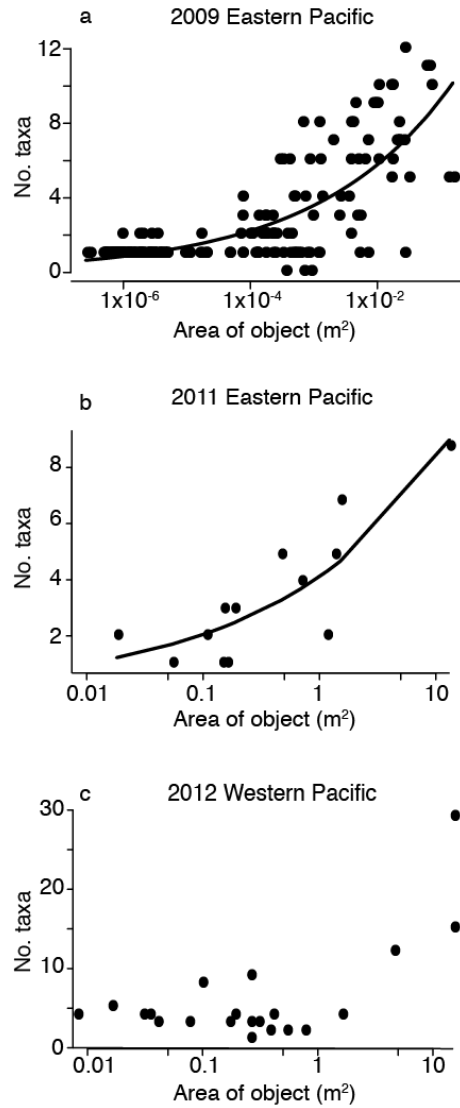 a 2009 Eastern Pacific
12
8
4
0
No. taxa
1x10⁻⁶ 1x10⁻⁴ 1x10⁻²
Area of object (m²)
b 2011 Eastern Pacific
8
6
4
2
No. taxa
0.01 0.1 1 10
Area of object (m²)
c 2012 Western Pacific
30
20
10
0
No. taxa
0.01 0.1 1 10
Area of object (m²)